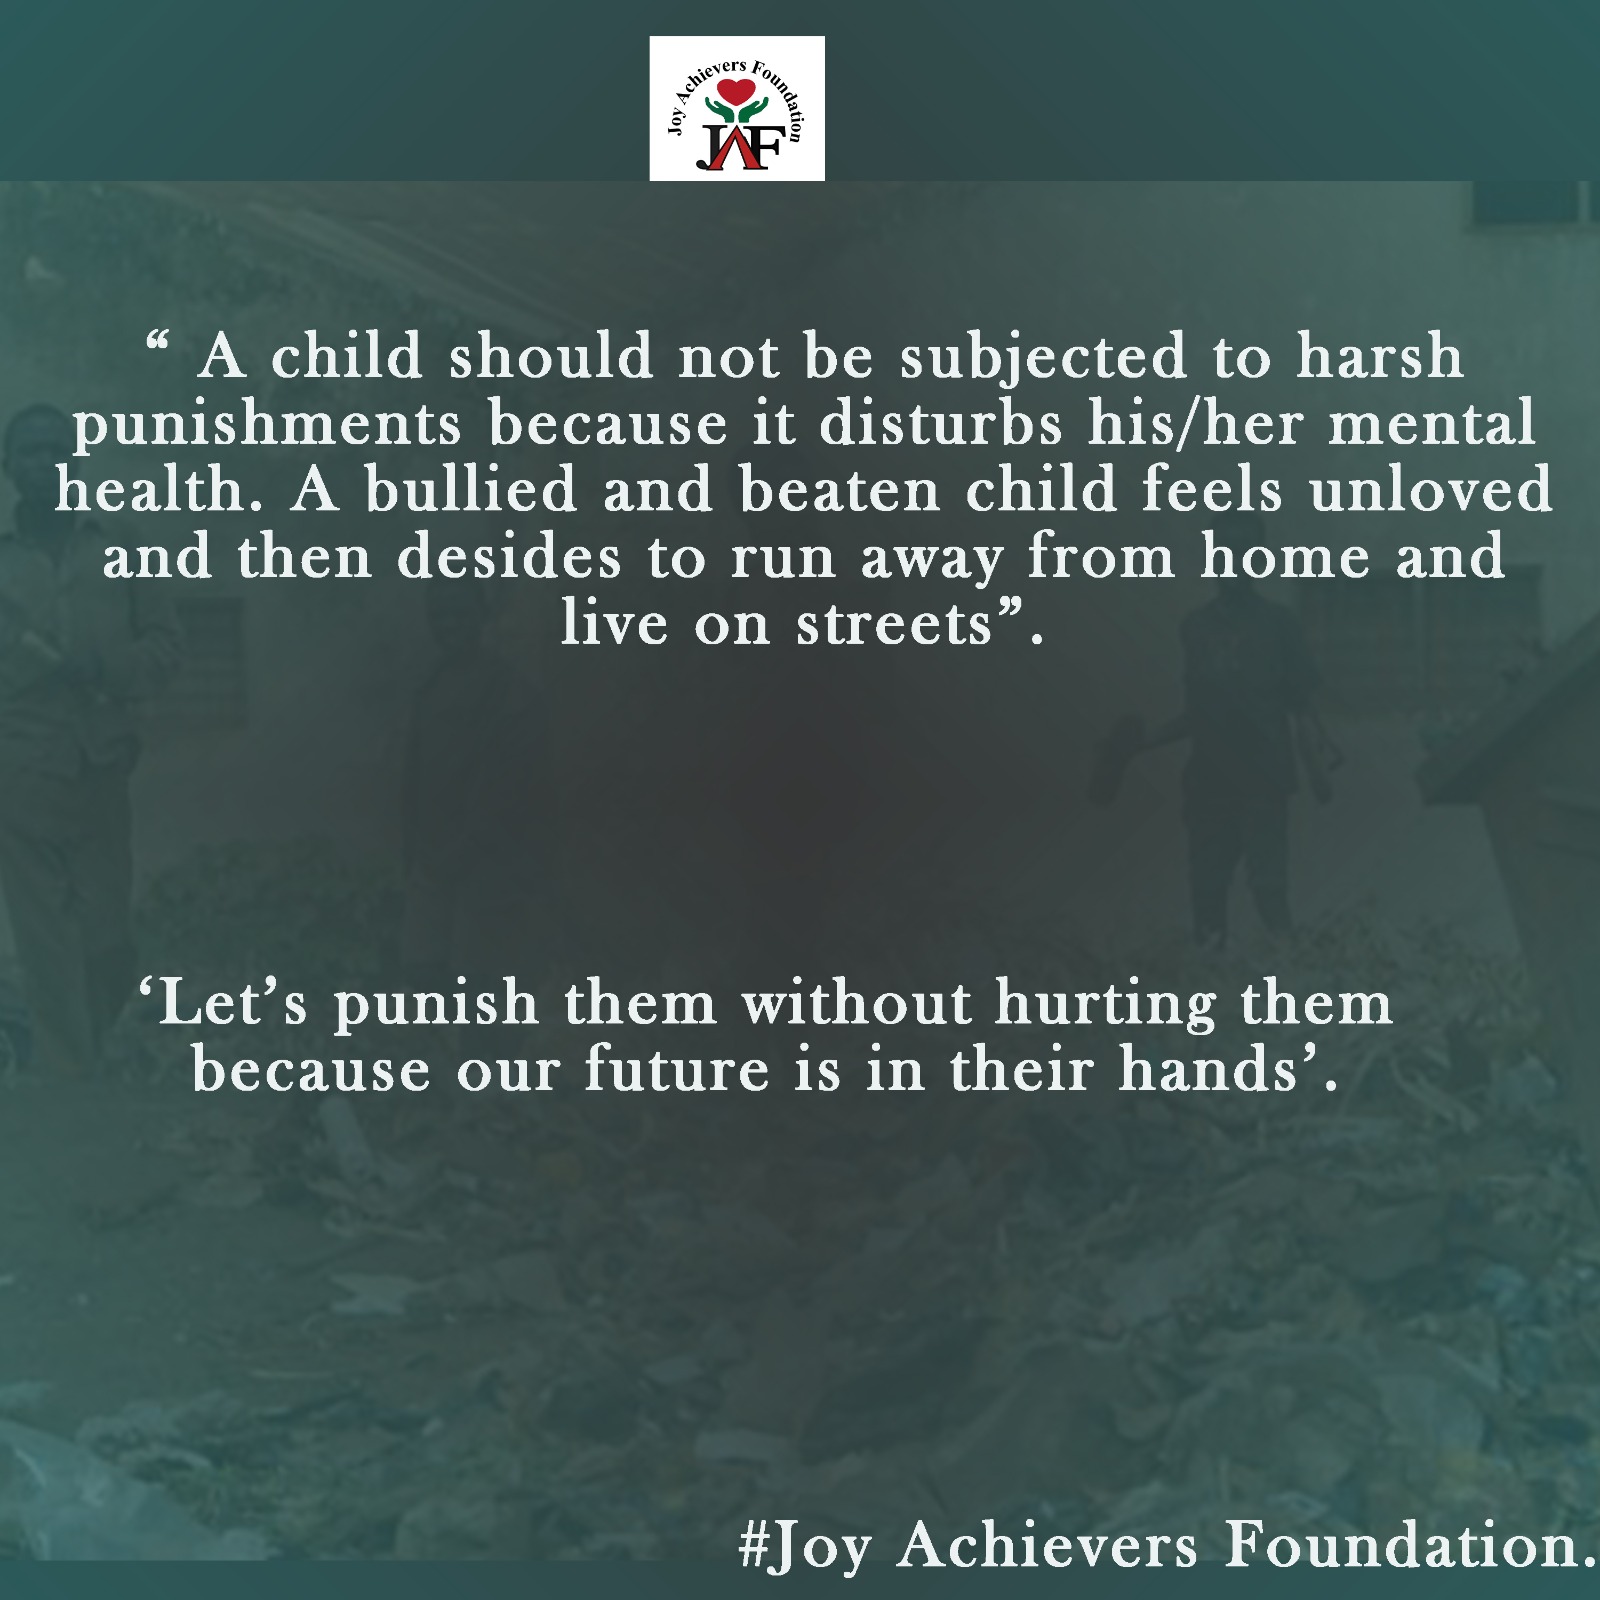 Joy Achievers Foundation
JAF
“ A child should not be subjected to harsh
punishments because it disturbs his/her mental
health. A bullied and beaten child feels unloved
and then desides to run away from home and
live on streets”.
‘Let’s punish them without hurting them
because our future is in their hands’.
#Joy Achievers Foundation.